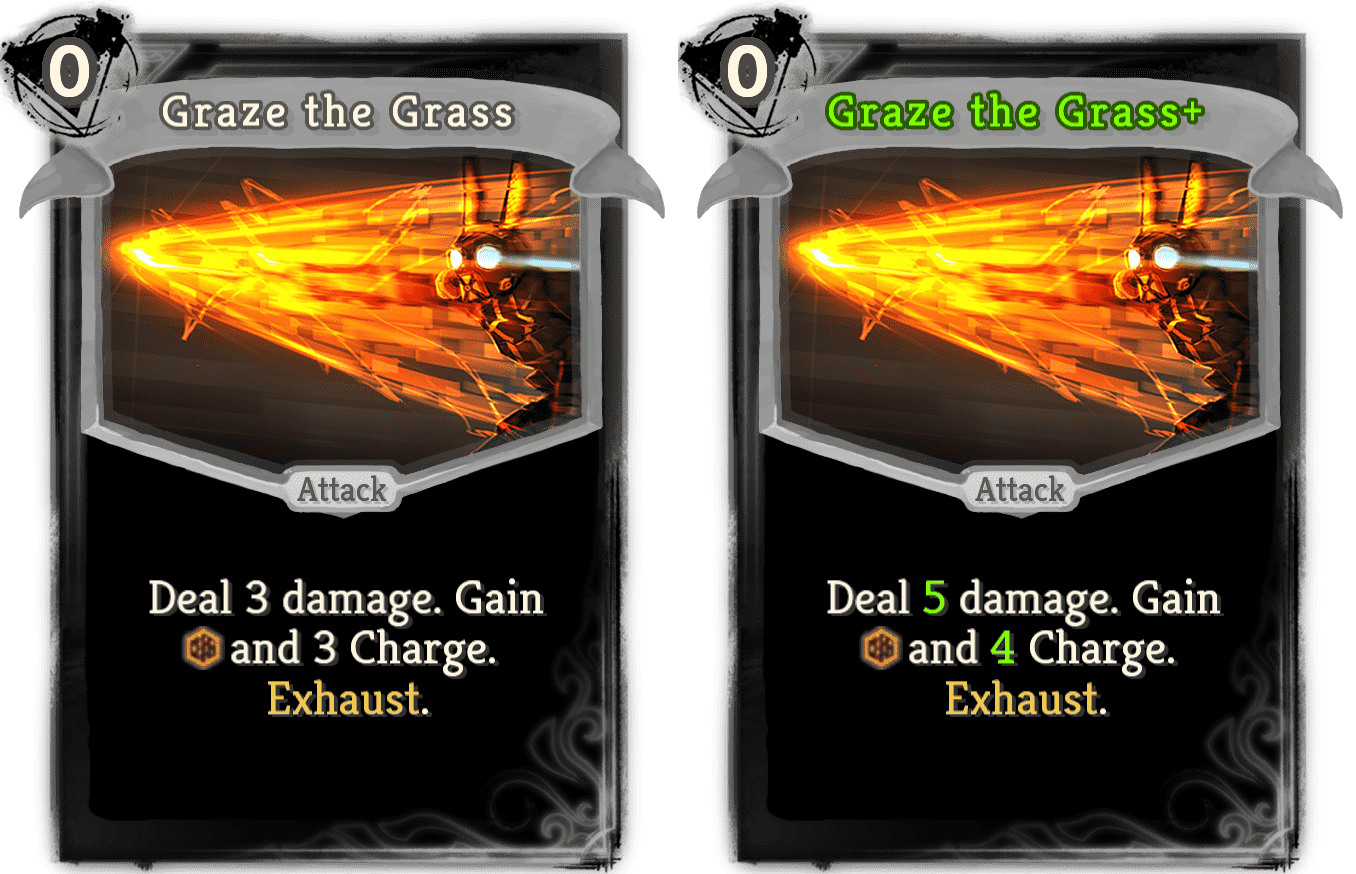 0
Graze the Grass
Attack
Deal 3 damage. Gain
and 3 Charge.
Exhaust.
0
Graze the Grass+
Attack
Deal 5 damage. Gain
and 4 Charge.
Exhaust.